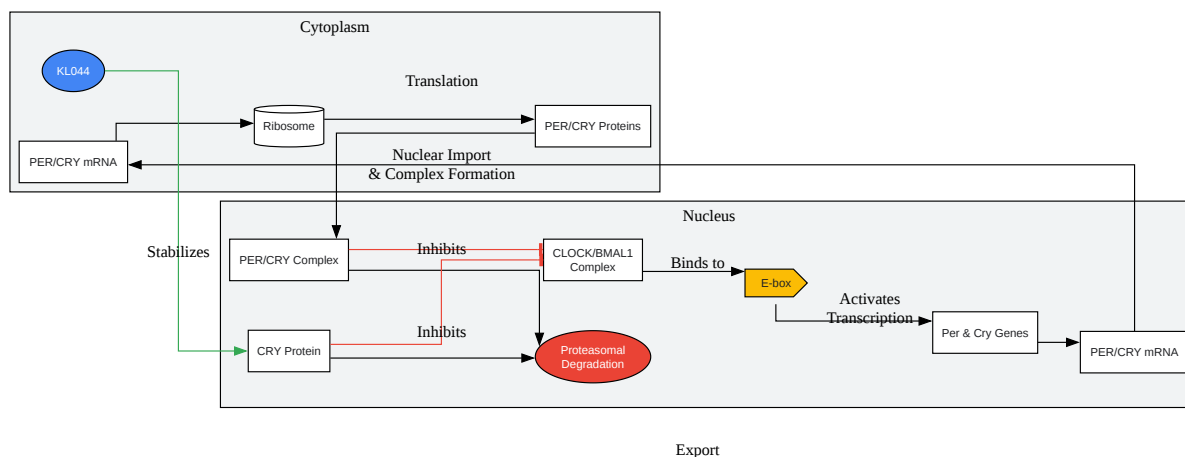 Cytoplasm
KL044
Translation
Ribosome
PER/CRY Proteins
PER/CRY mRNA
Nuclear Import
& Complex Formation
Nucleus
Stabilizes
PER/CRY Complex
Inhibits
CLOCK/BMAL1
Complex
Binds to
E-box
Activates
Transcription
Per & Cry Genes
PER/CRY mRNA
CRY Protein
Inhibits
Proteasomal
Degradation
Export